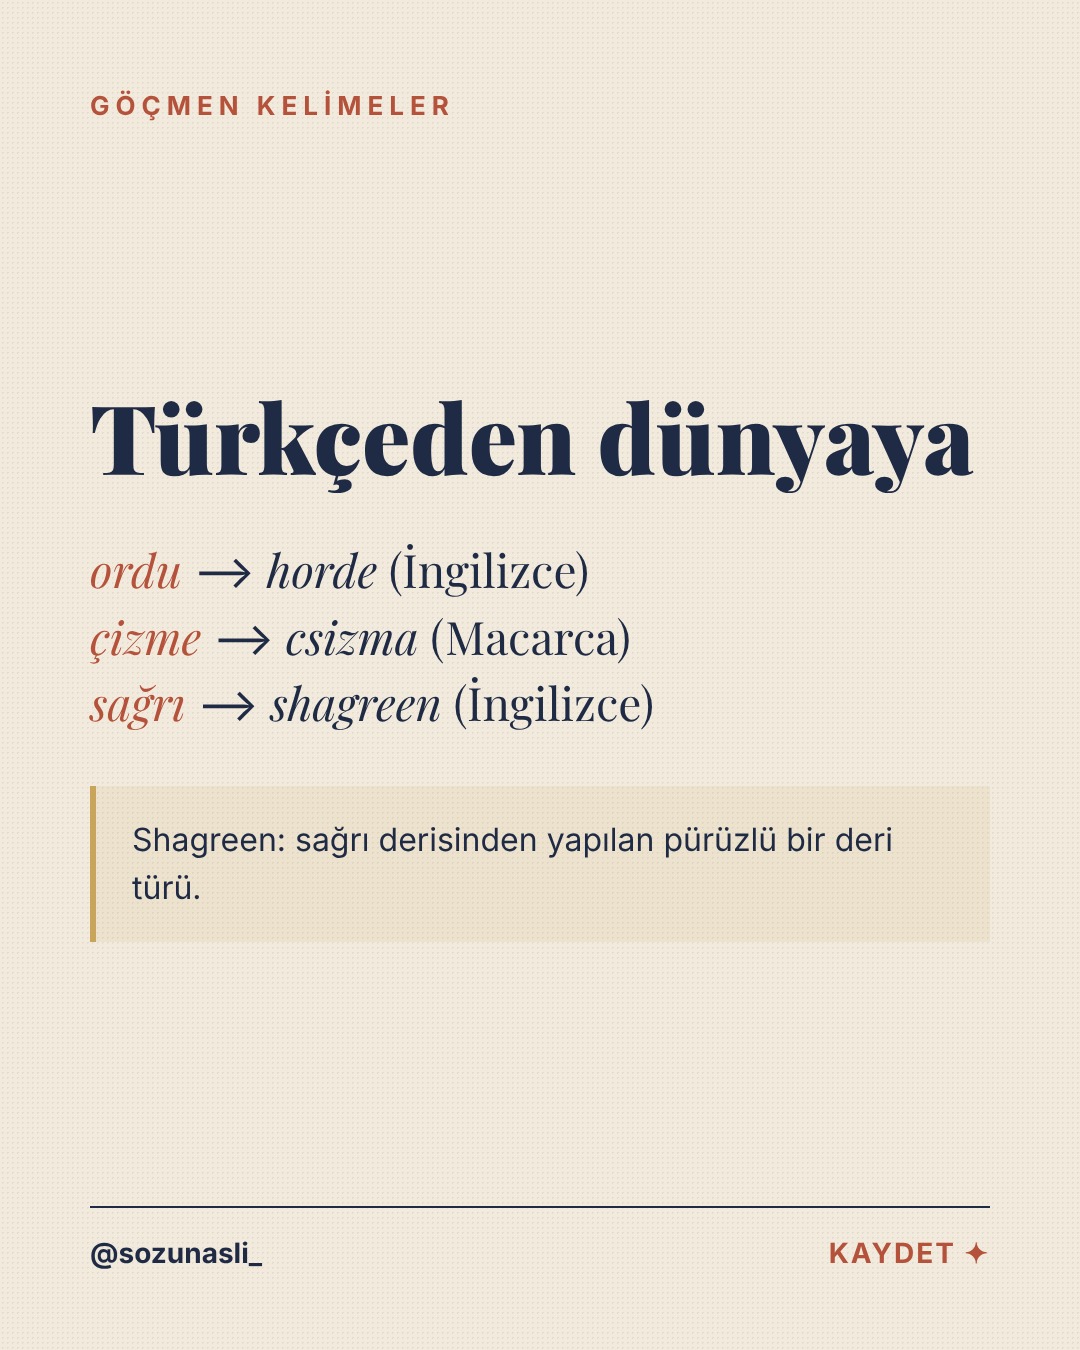 GÖÇMEN KELİMELER
Türkçeden dünyaya
ordu → horde (İngilizce)
çizme → csizma (Macarca)
sağrı → shagreen (İngilizce)
Shagreen: sağrı derisinden yapılan pürüzlü bir deri
türü.
@sozunasli_
KAYDET ✦